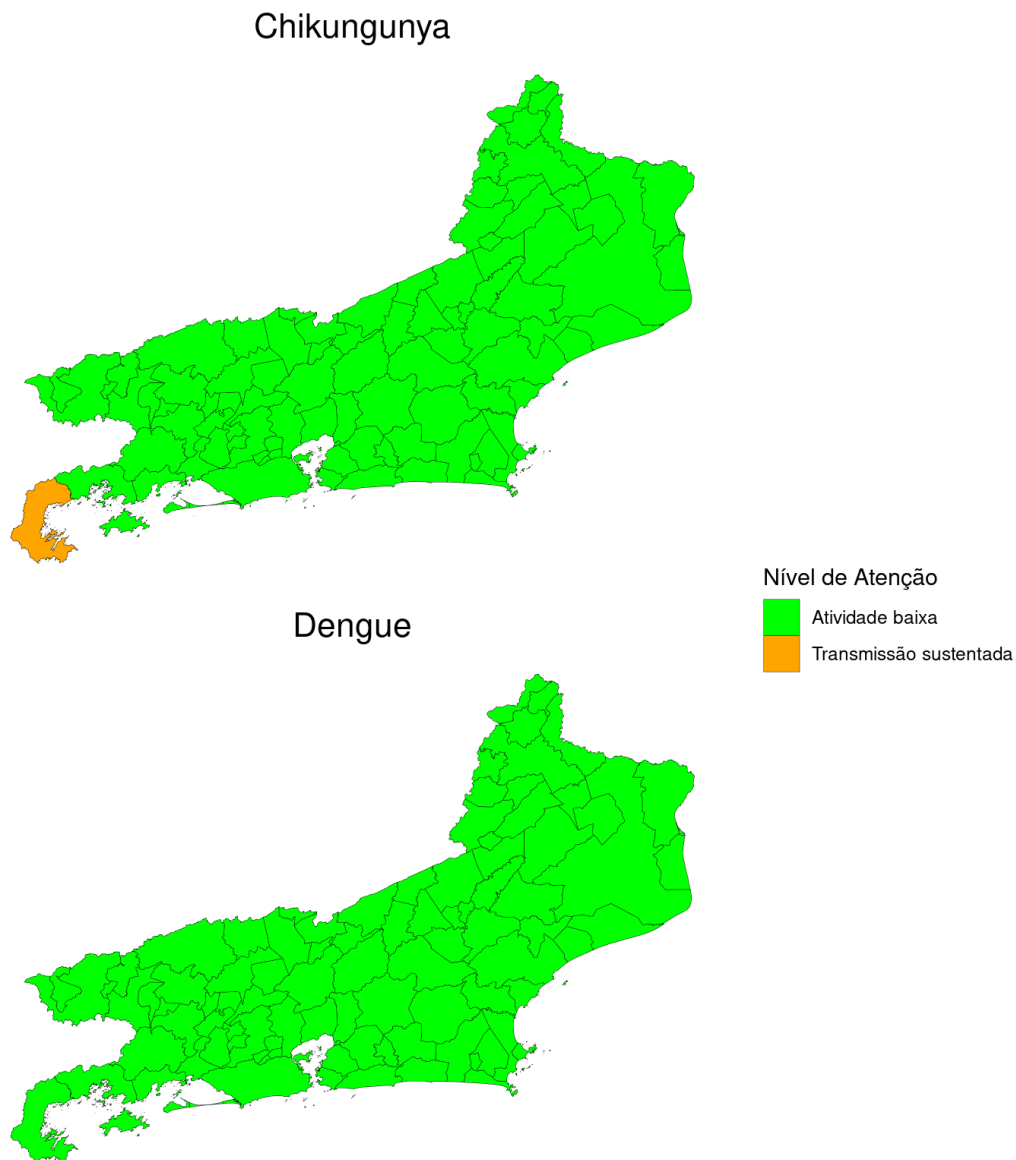 Chikungunya
Nível de Atenção
Atividade baixa
Transmissão sustentada
Dengue